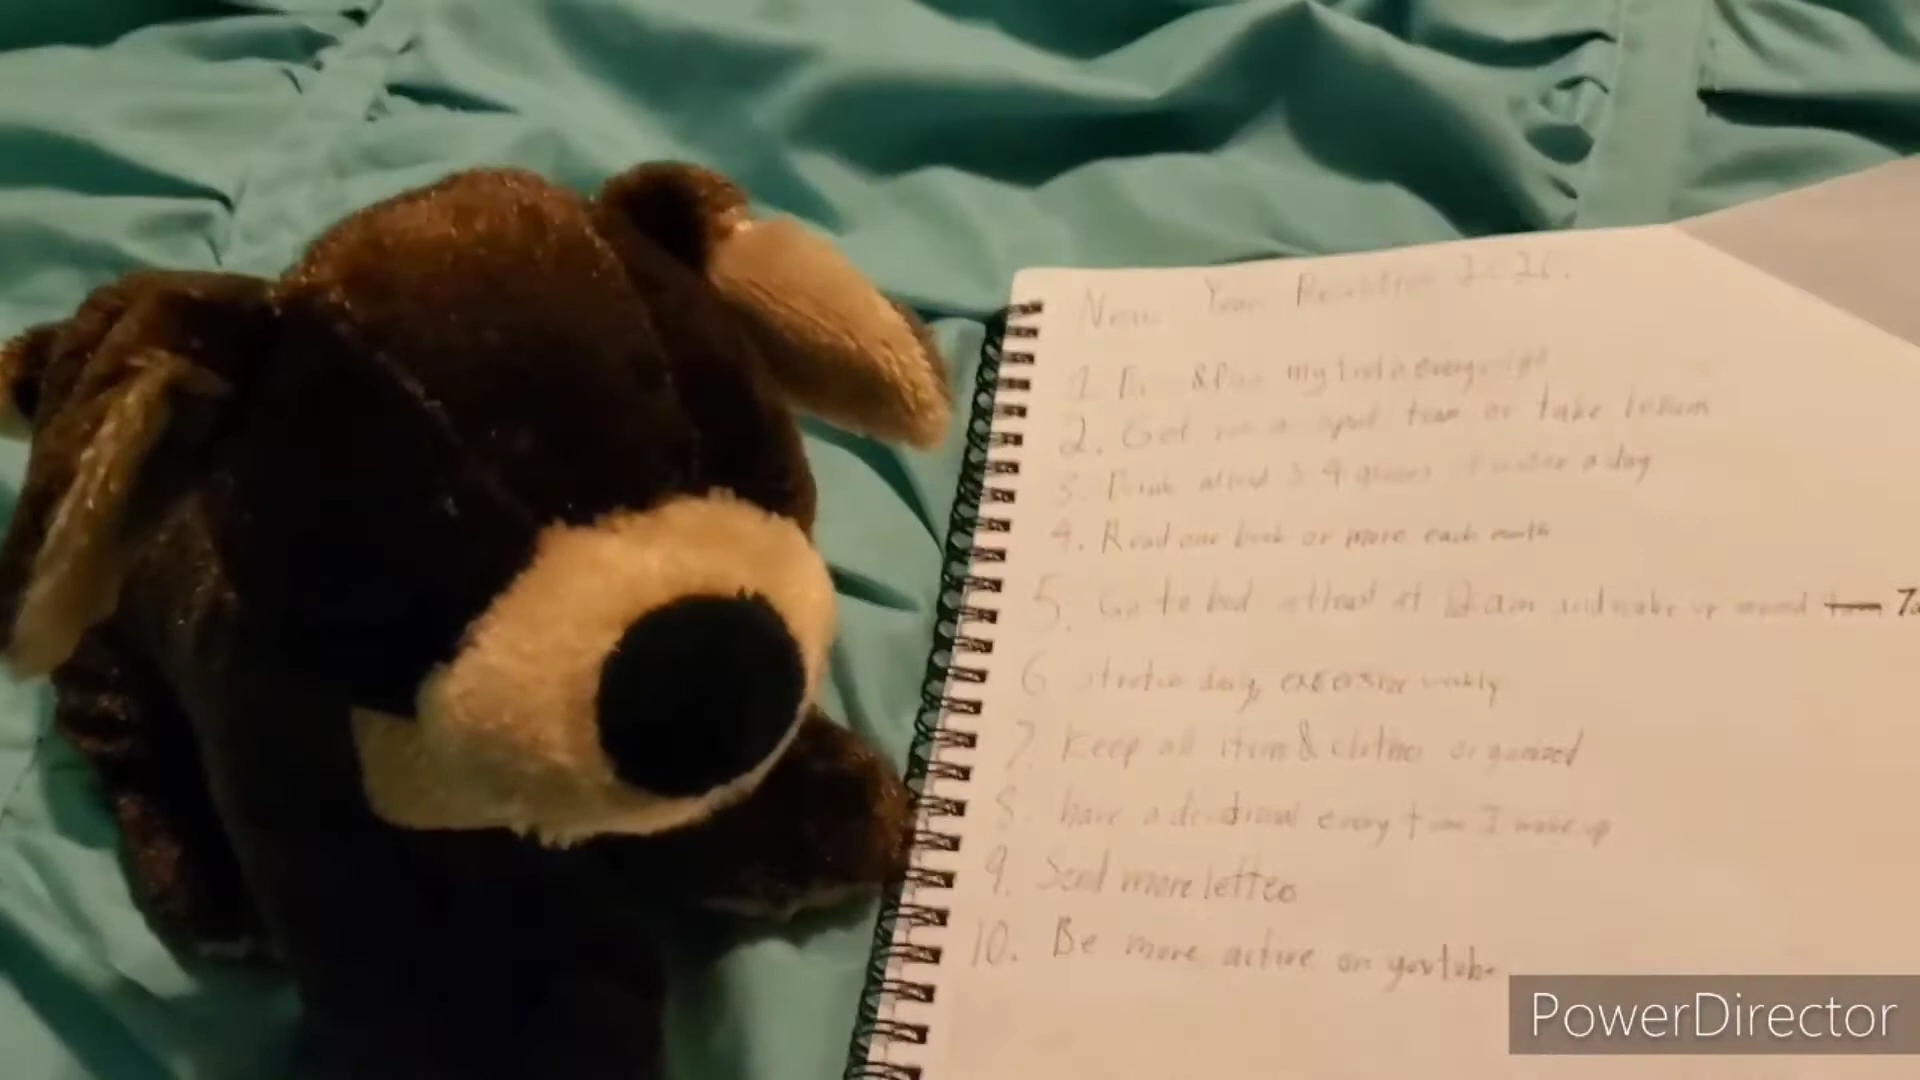 New Year Resolution
1. my teeth every night
2. Get on a sport team or take lessons
3. Drink atleast 3-4 glasses of water a day
4. Read one book or more each month
5. Go to bed atleast at 12am and wake up around 7a
6 stretch daily, weekly
7. Keep all items & clothes organized
8. have a devotional every time I wake up
9. Send more letters
10. Be more active on youtube
PowerDirector